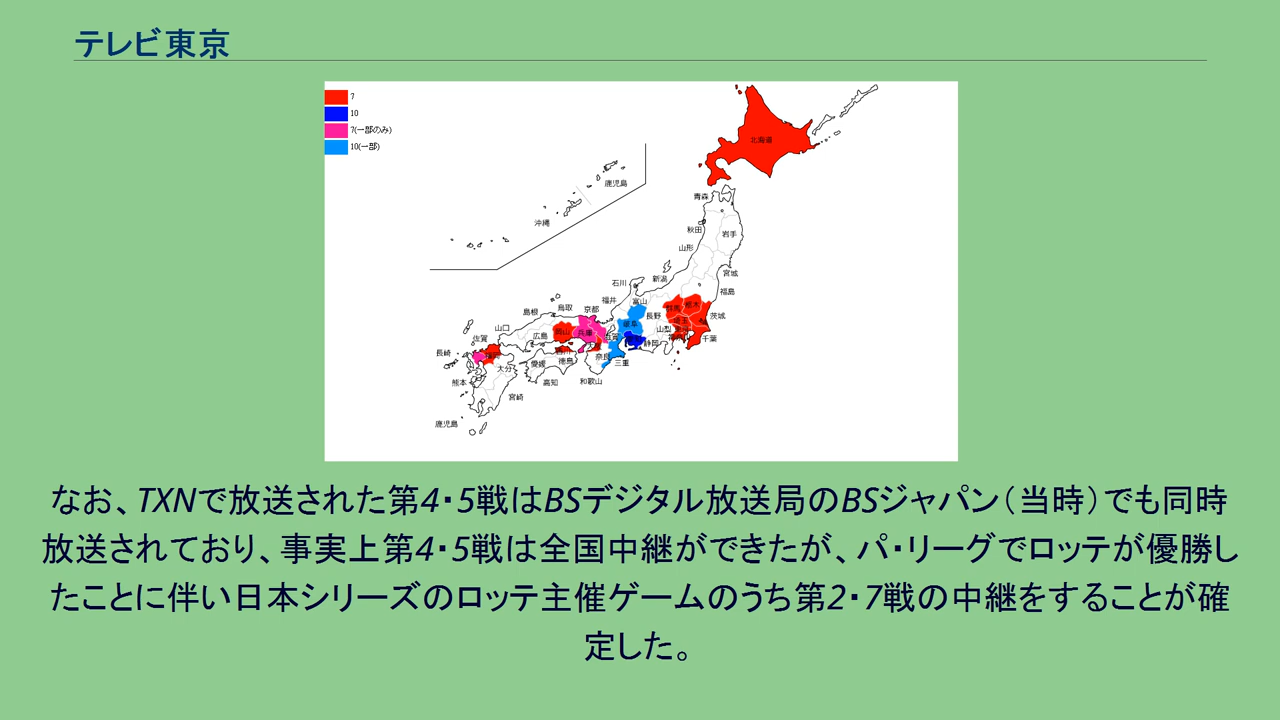 テレビ東京
7
10
7(一部のみ)
10(一部)
北海道
鹿児島
沖縄
青森
秋田
岩手
山形
宮城
新潟
福島
石川
福井
富山
群馬
栃木
茨城
長野
埼玉
山梨
千葉
岐阜
静岡
三重
京都
兵庫
奈良
和歌山
鳥取
島根
岡山
広島
山口
香川
徳島
愛媛
高知
佐賀
福岡
長崎
大分
熊本
宮崎
鹿児島
なお、TXNで放送された第4・5戦はBSデジタル放送局のBSジャパン（当時）でも同時
放送されており、事実上第4・5戦は全国中継ができたが、パ・リーグでロッテが優勝し
たことに伴い日本シリーズのロッテ主催ゲームのうち第2・7戦の中継をすることが確
定した。